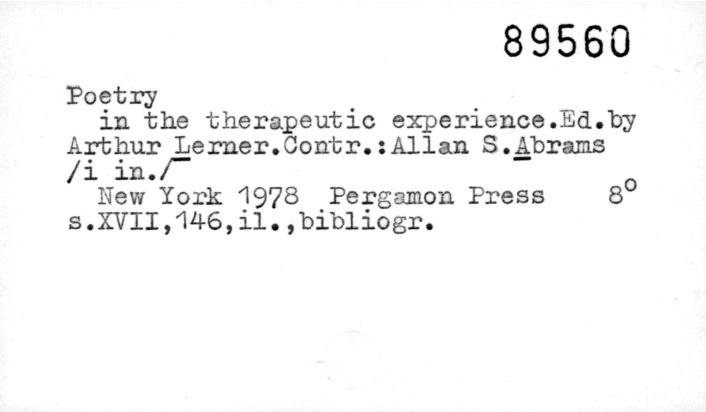 89560
Poetry
in the therapeutic experience.Ed.by
Arthur Lerner.Contr.:Allan S.Abrams
/i in./
New York 1978 Pergamon Press 8°
s.XVII,146,il.,bibliogr.